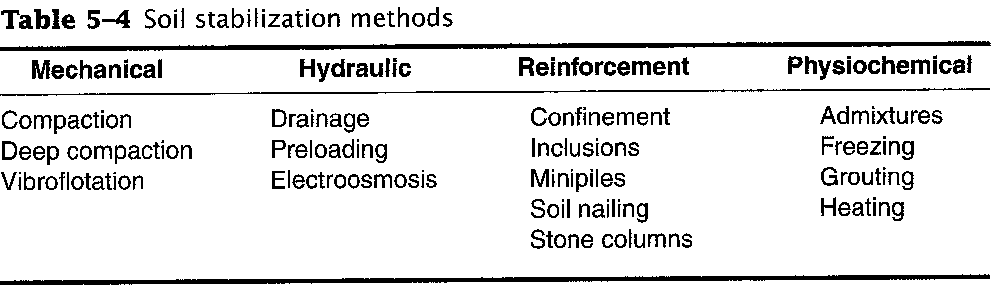 Table 5–4 Soil stabilization methods
Mechanical Hydraulic Reinforcement Physiochemical
Compaction Drainage Confinement Admixtures
Deep compaction Preloading Inclusions Freezing
Vibroflotation Electroosmosis Minipiles Grouting
Soil nailing Heating
Stone columns